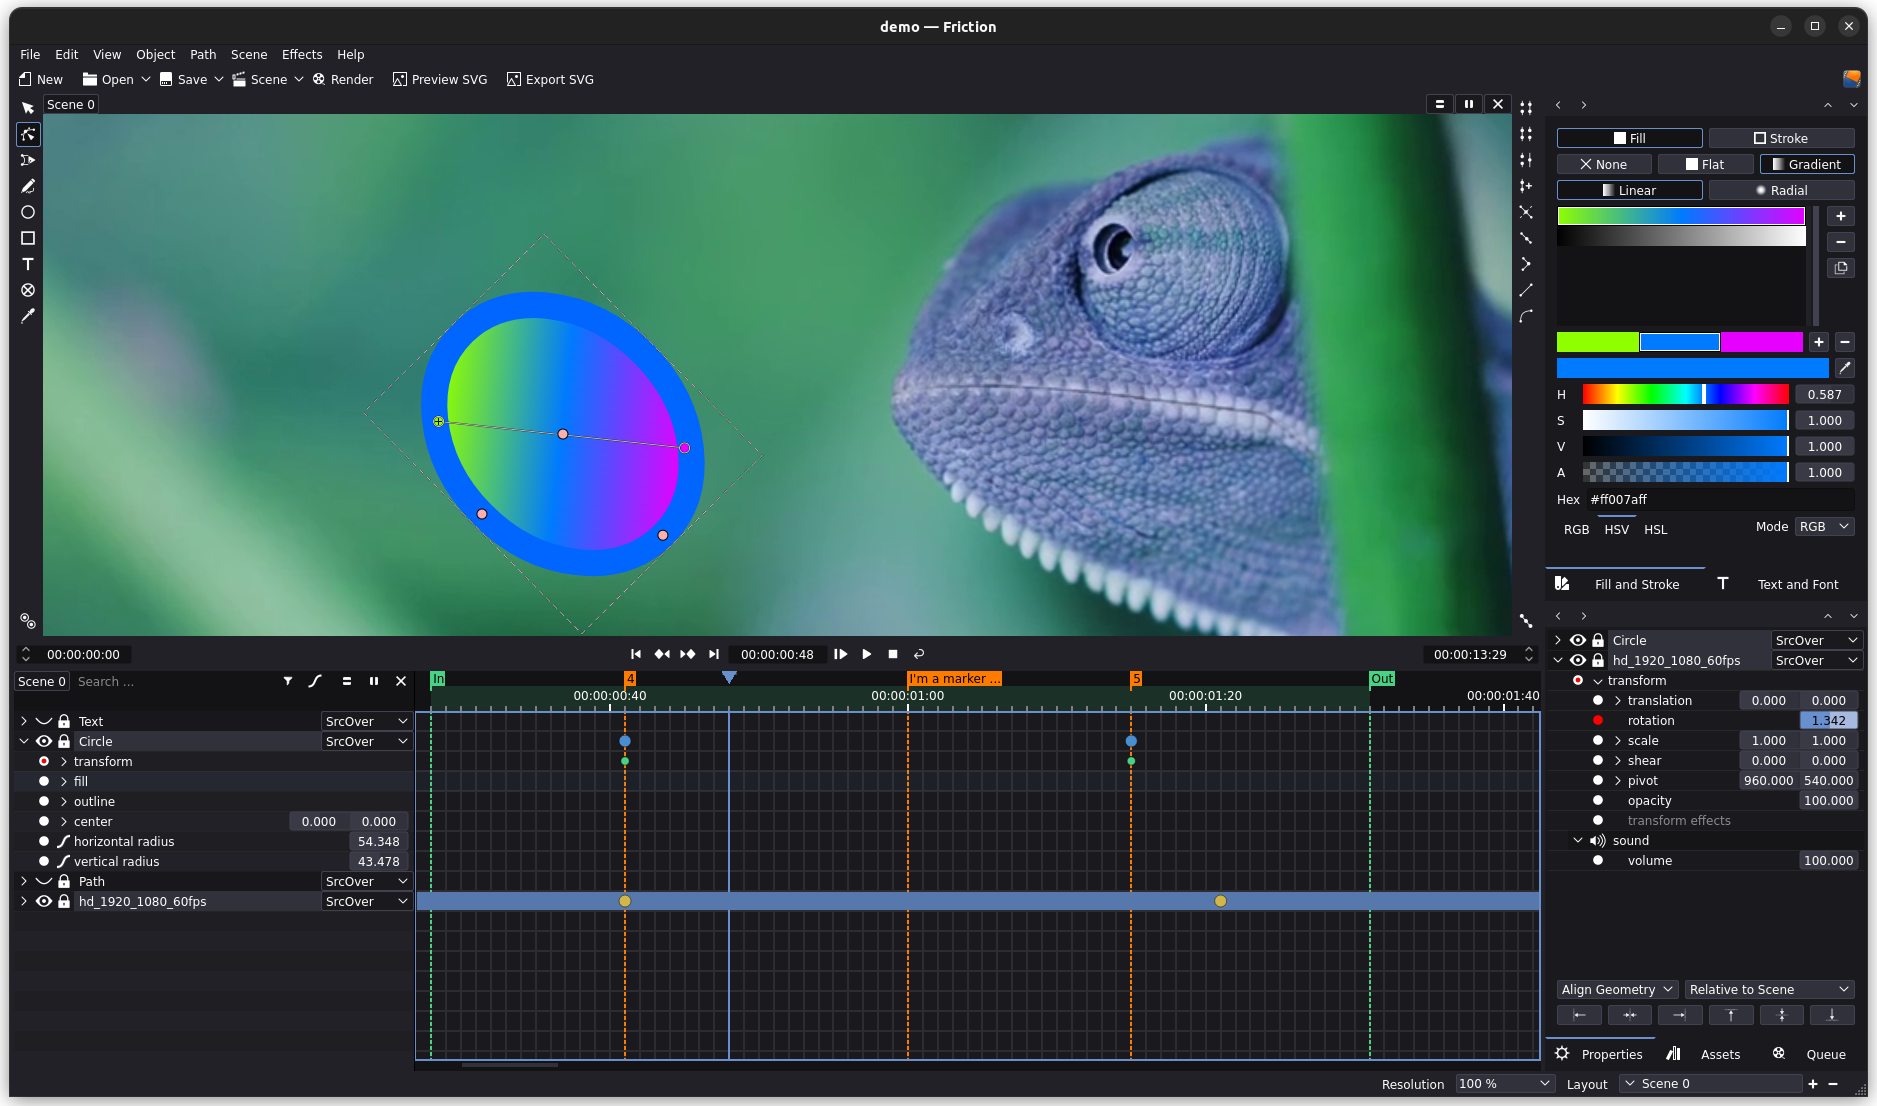 demo — Friction
File Edit View Object Path Scene Effects Help
New Open Save Scene Render Preview SVG Export SVG
Scene 0
Fill Stroke
None Flat Gradient
Linear Radial
H 0.587
S 1.000
V 1.000
A 1.000
Hex #ff007aff
RGB HSV HSL Mode RGB
Fill and Stroke T Text and Font
00:00:00:00 00:00:00:48 00:00:13:29
Scene 0 Search ...
In 4 I'm a marker ... 5 Out
00:00:00:40 00:00:01:00 00:00:01:20 00:00:01:40
Text SrcOver
Circle SrcOver
transform
fill
outline
center 0.000 0.000
horizontal radius 54.348
vertical radius 43.478
Path SrcOver
hd_1920_1080_60fps SrcOver
Circle SrcOver
hd_1920_1080_60fps SrcOver
transform
translation 0.000 0.000
rotation 1.342
scale 1.000 1.000
shear 0.000 0.000
pivot 960.000 540.000
opacity 100.000
transform effects
sound
volume 100.000
Align Geometry Relative to Scene
Properties Assets Queue
Resolution 100 % Layout Scene 0